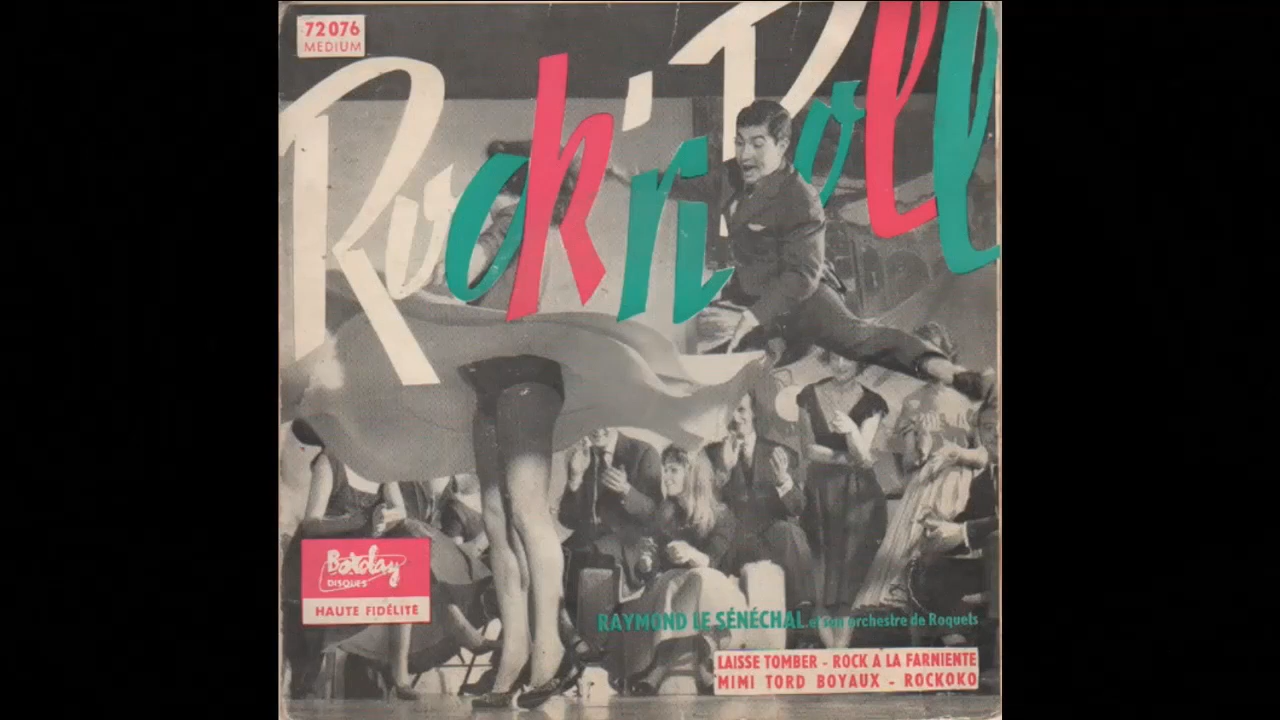 72076
MEDIUM
Rock'n Roll
Barclay
DISQUES
HAUTE FIDÉLITÉ
RAYMOND LE SÉNÉCHAL et son orchestre de Roquets
LAISSE TOMBER - ROCK A LA FARNIENTE
MIMI TORD BOYAUX - ROCKOKO